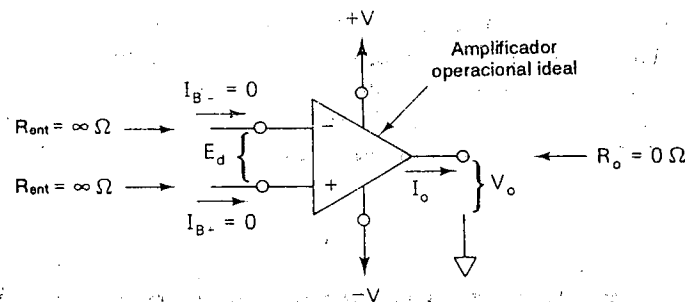 +V
Amplificador
operacional ideal
I_B- = 0
R_ent = ∞ Ω
−
E_d
R_ent = ∞ Ω
+
I_B+ = 0
I_o
V_o
R_o = 0 Ω
−V